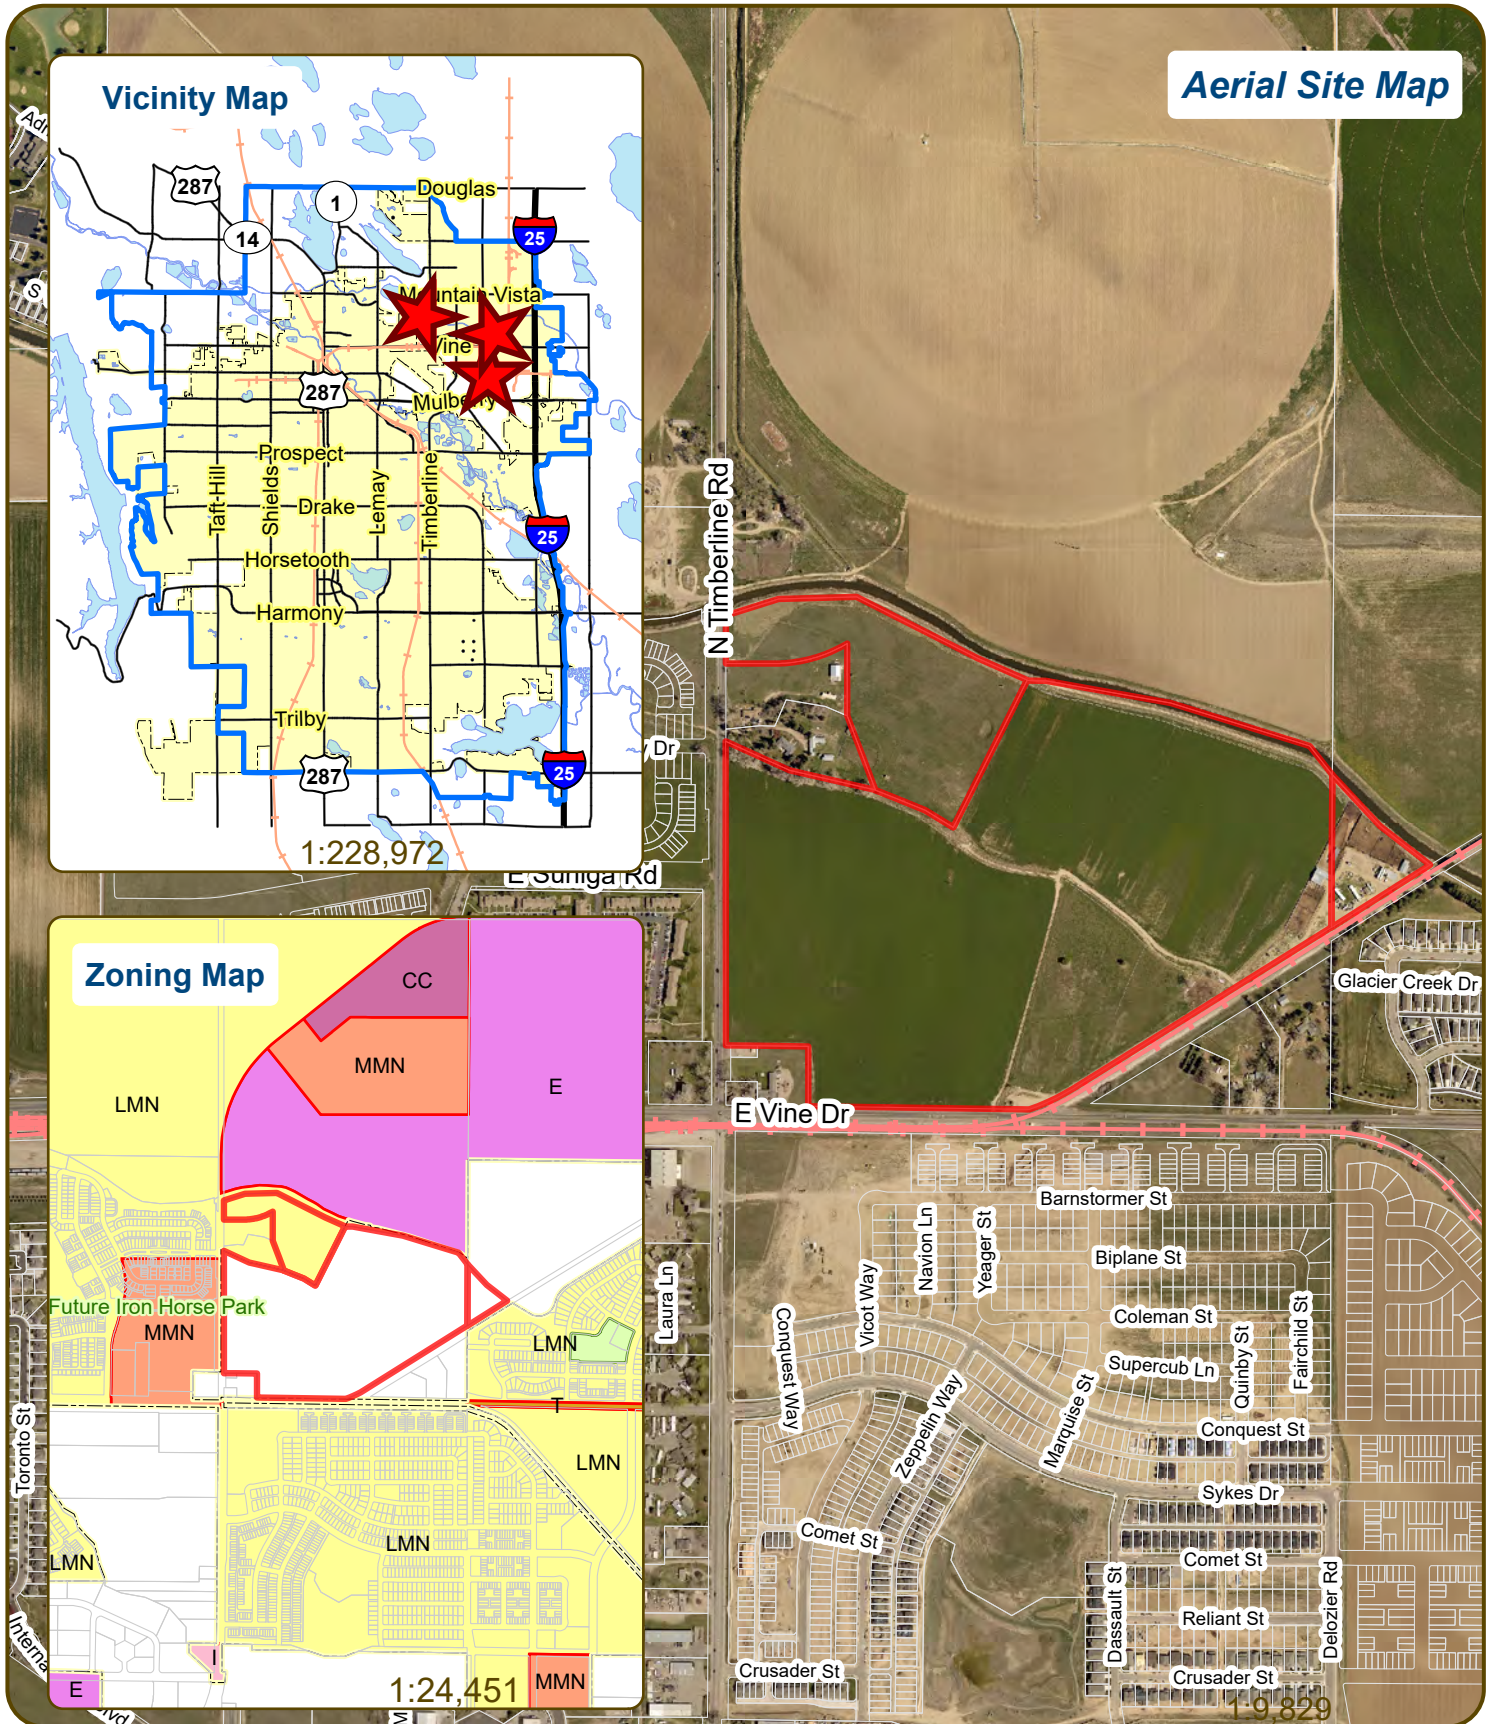 Aerial Site Map
Vicinity Map
287
1
14
Douglas
25
Mountain Vista
Vine
287
Mulberry
Prospect
Taft Hill
Shields
Drake
Lemay
Timberline
25
Horsetooth
Harmony
Trilby
287
25
1:228,972
N Timberline Rd
Dr
E Suniga Rd
Zoning Map
CC
MMN
E
LMN
Future Iron Horse Park
MMN
LMN
T
LMN
LMN
LMN
I
E
MMN
1:24,451
Glacier Creek Dr
E Vine Dr
Barnstormer St
Navion Ln
Yeager St
Biplane St
Laura Ln
Vicot Way
Conquest Way
Coleman St
Fairchild St
Quinby St
Supercub Ln
Marquise St
Zeppelin Way
Conquest St
Sykes Dr
Toronto St
Comet St
Comet St
Dassault St
Delozier Rd
Reliant St
Crusader St
Crusader St
Interna
lvd
M
S
1:9,829